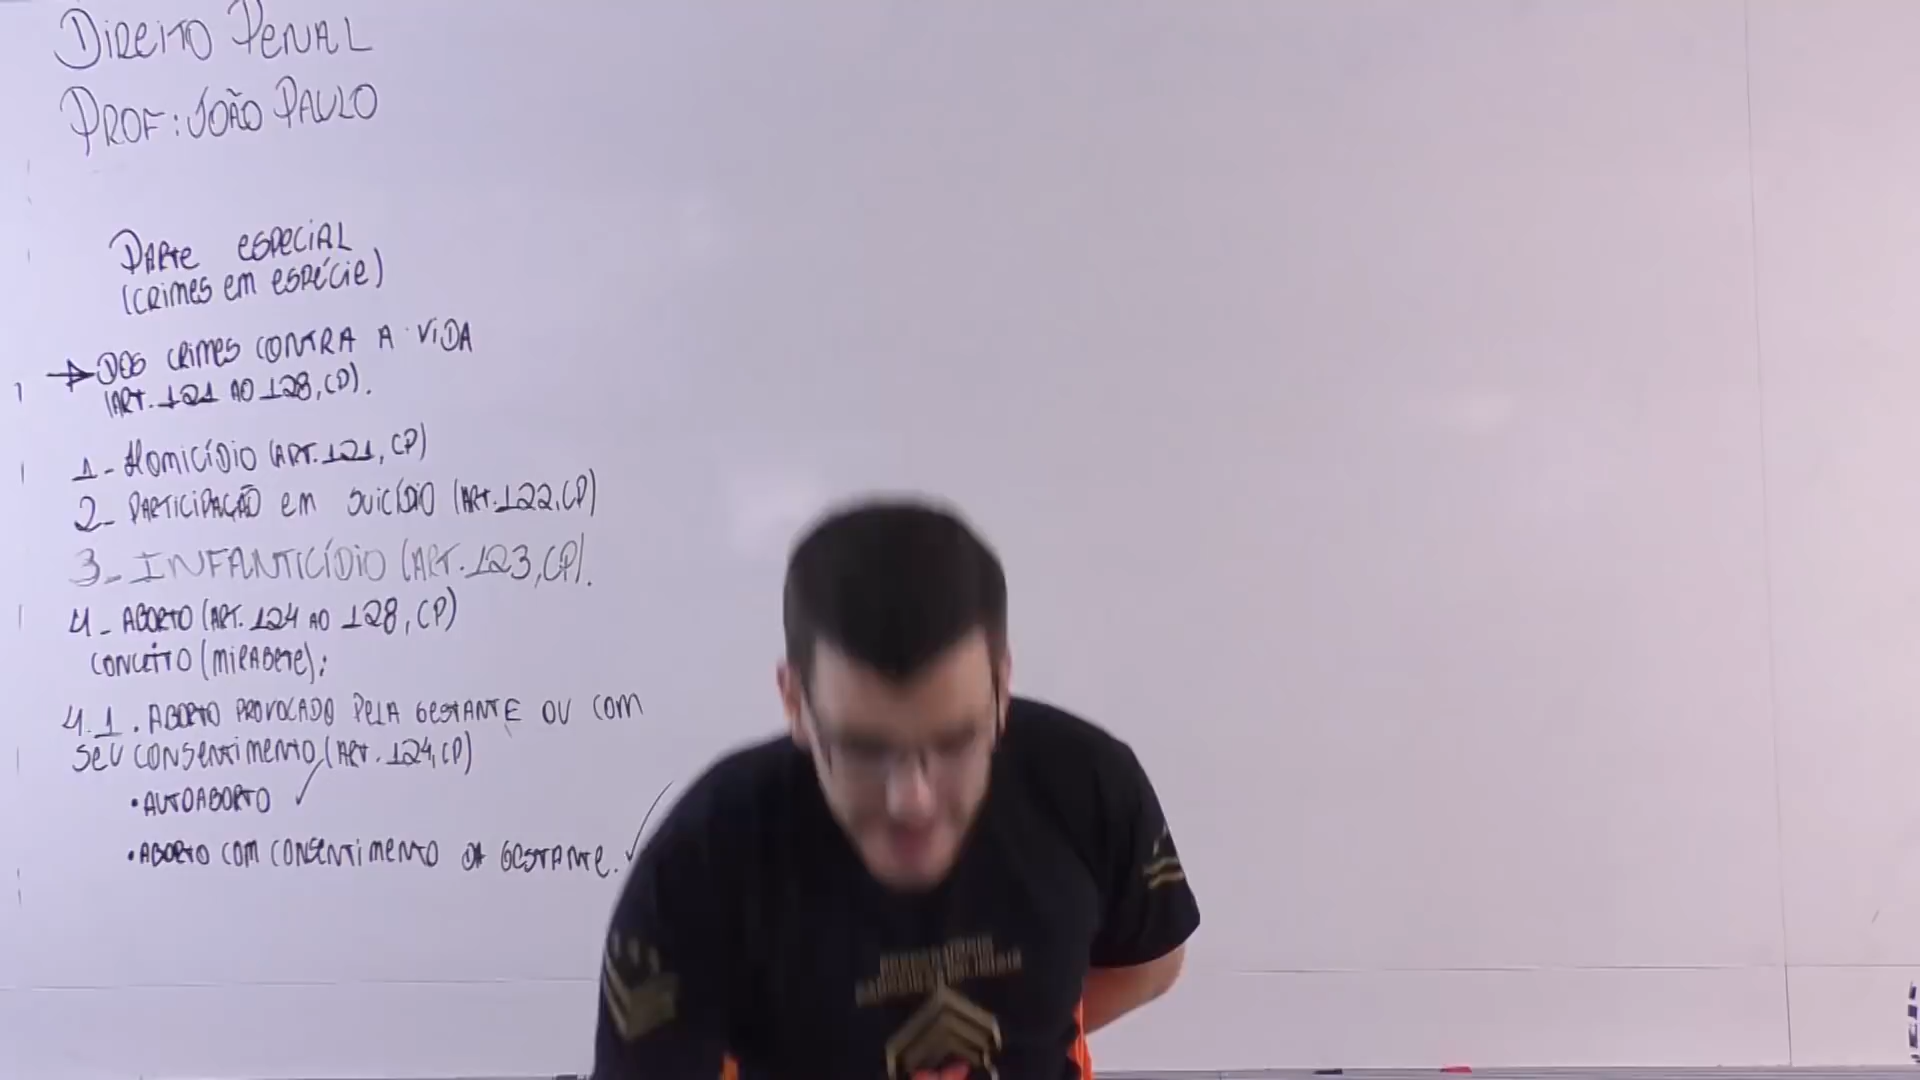 Direito Penal
Prof: João Paulo
Parte especial
(crimes em espécie)
→ Dos crimes contra a vida
(Art. 121 ao 128, CP).
1- Homicídio (Art. 121, CP)
2- Participação em suicídio (Art. 122, CP)
3- Infanticídio (Art. 123, CP).
4- Aborto (Art. 124 ao 128, CP)
Conceito (Mirabete):
4.1. Aborto provocado pela gestante ou com
seu consentimento (Art. 124, CP)
• Autoaborto ✓
• Aborto com consentimento da gestante. ✓